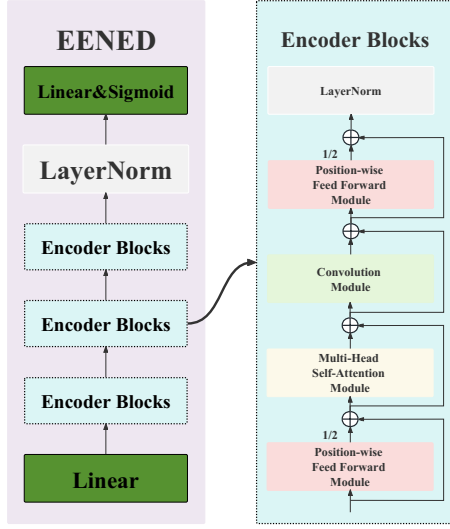 EENED
Linear&Sigmoid
LayerNorm
Encoder Blocks
Encoder Blocks
Encoder Blocks
Linear
Encoder Blocks
LayerNorm
1/2
Position-wise
Feed Forward
Module
Convolution
Module
Multi-Head
Self-Attention
Module
1/2
Position-wise
Feed Forward
Module